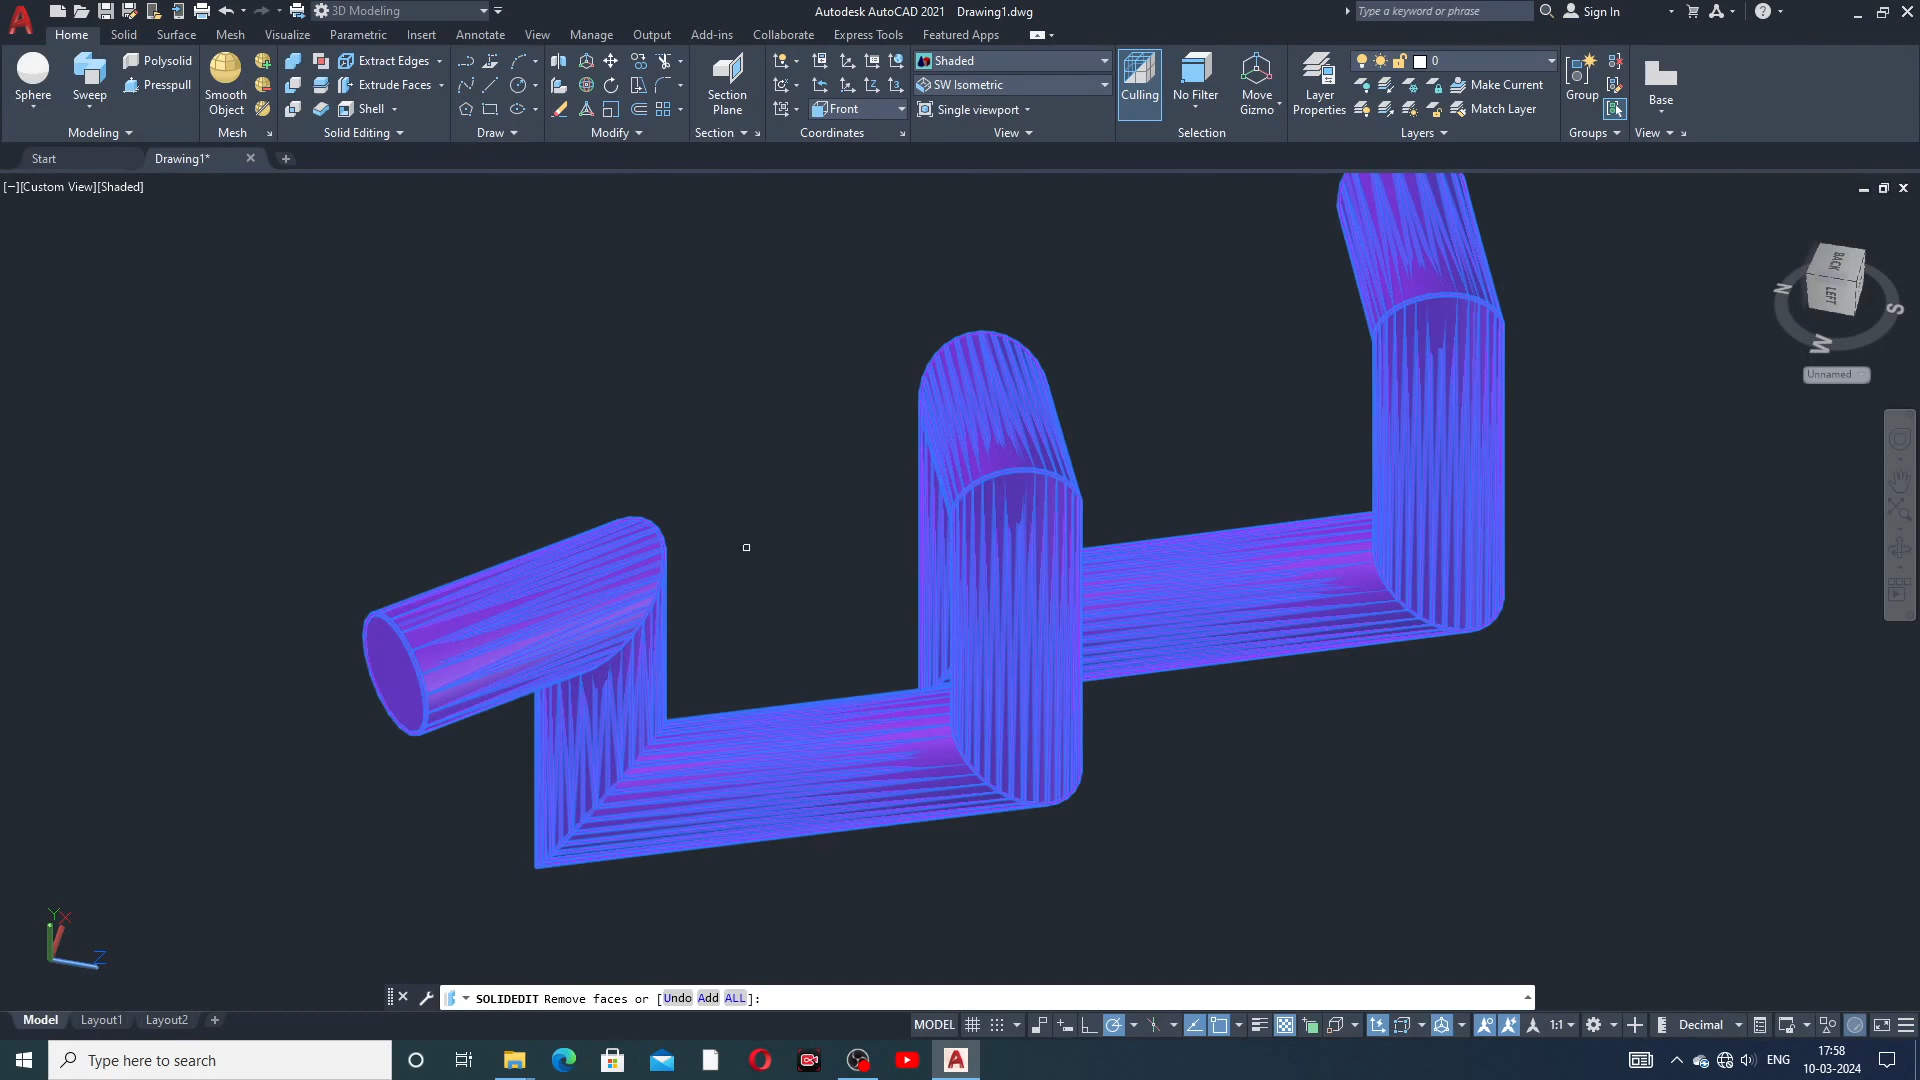 3D Modeling
Autodesk AutoCAD 2021 Drawing1.dwg
Type a keyword or phrase
Sign In
Home Solid Surface Mesh Visualize Parametric Insert Annotate View Manage Output Add-ins Collaborate Express Tools Featured Apps
Sphere
Sweep
Polysolid
Presspull
Modeling
Smooth
Object
Mesh
Extract Edges
Extrude Faces
Shell
Solid Editing
Draw
Modify
Section
Plane
Section
Front
Coordinates
Shaded
SW Isometric
Single viewport
View
Culling
No Filter
Move
Gizmo
Selection
Layer
Properties
0
Make Current
Match Layer
Layers
Group
Groups
Base
View
Start
Drawing1*
[−][Custom View][Shaded]
BACK
LEFT
N
S
W
Unnamed
Y
X
Z
SOLIDEDIT Remove faces or [Undo Add ALL]:
Model Layout1 Layout2
MODEL
1:1
Decimal
Type here to search
ENG
17:58
10-03-2024